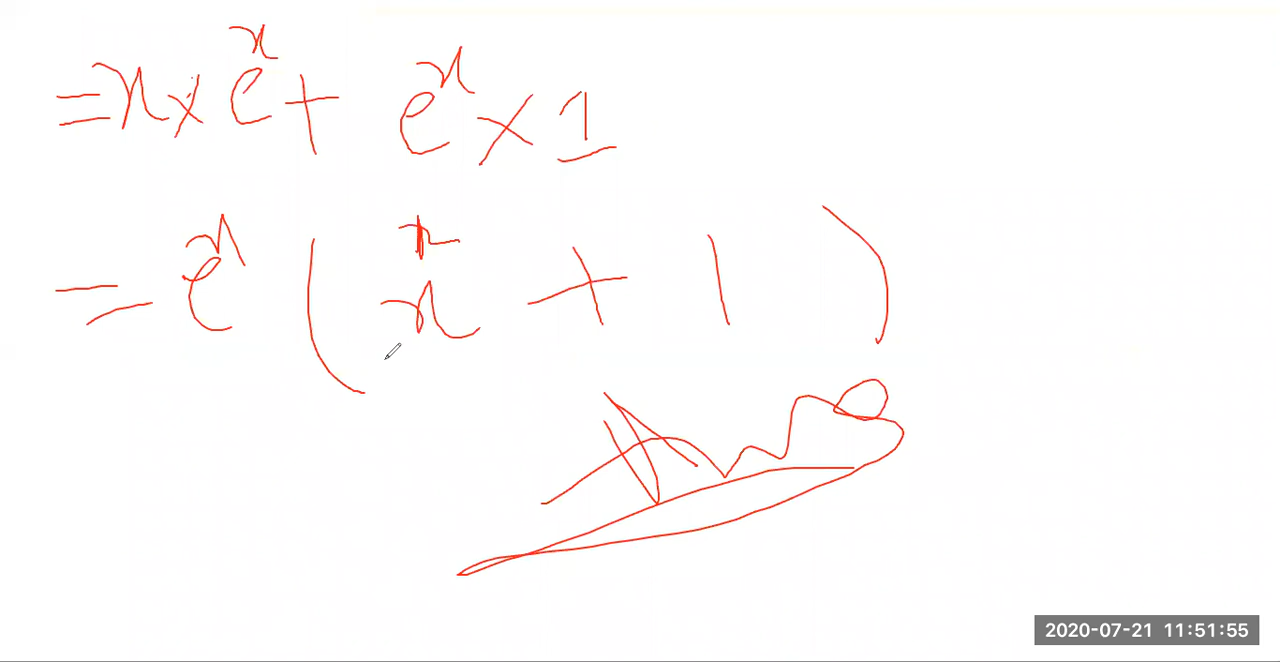 = x × e^x + e^x × 1
= e^x ( x + 1 )
2020-07-21 11:51:55